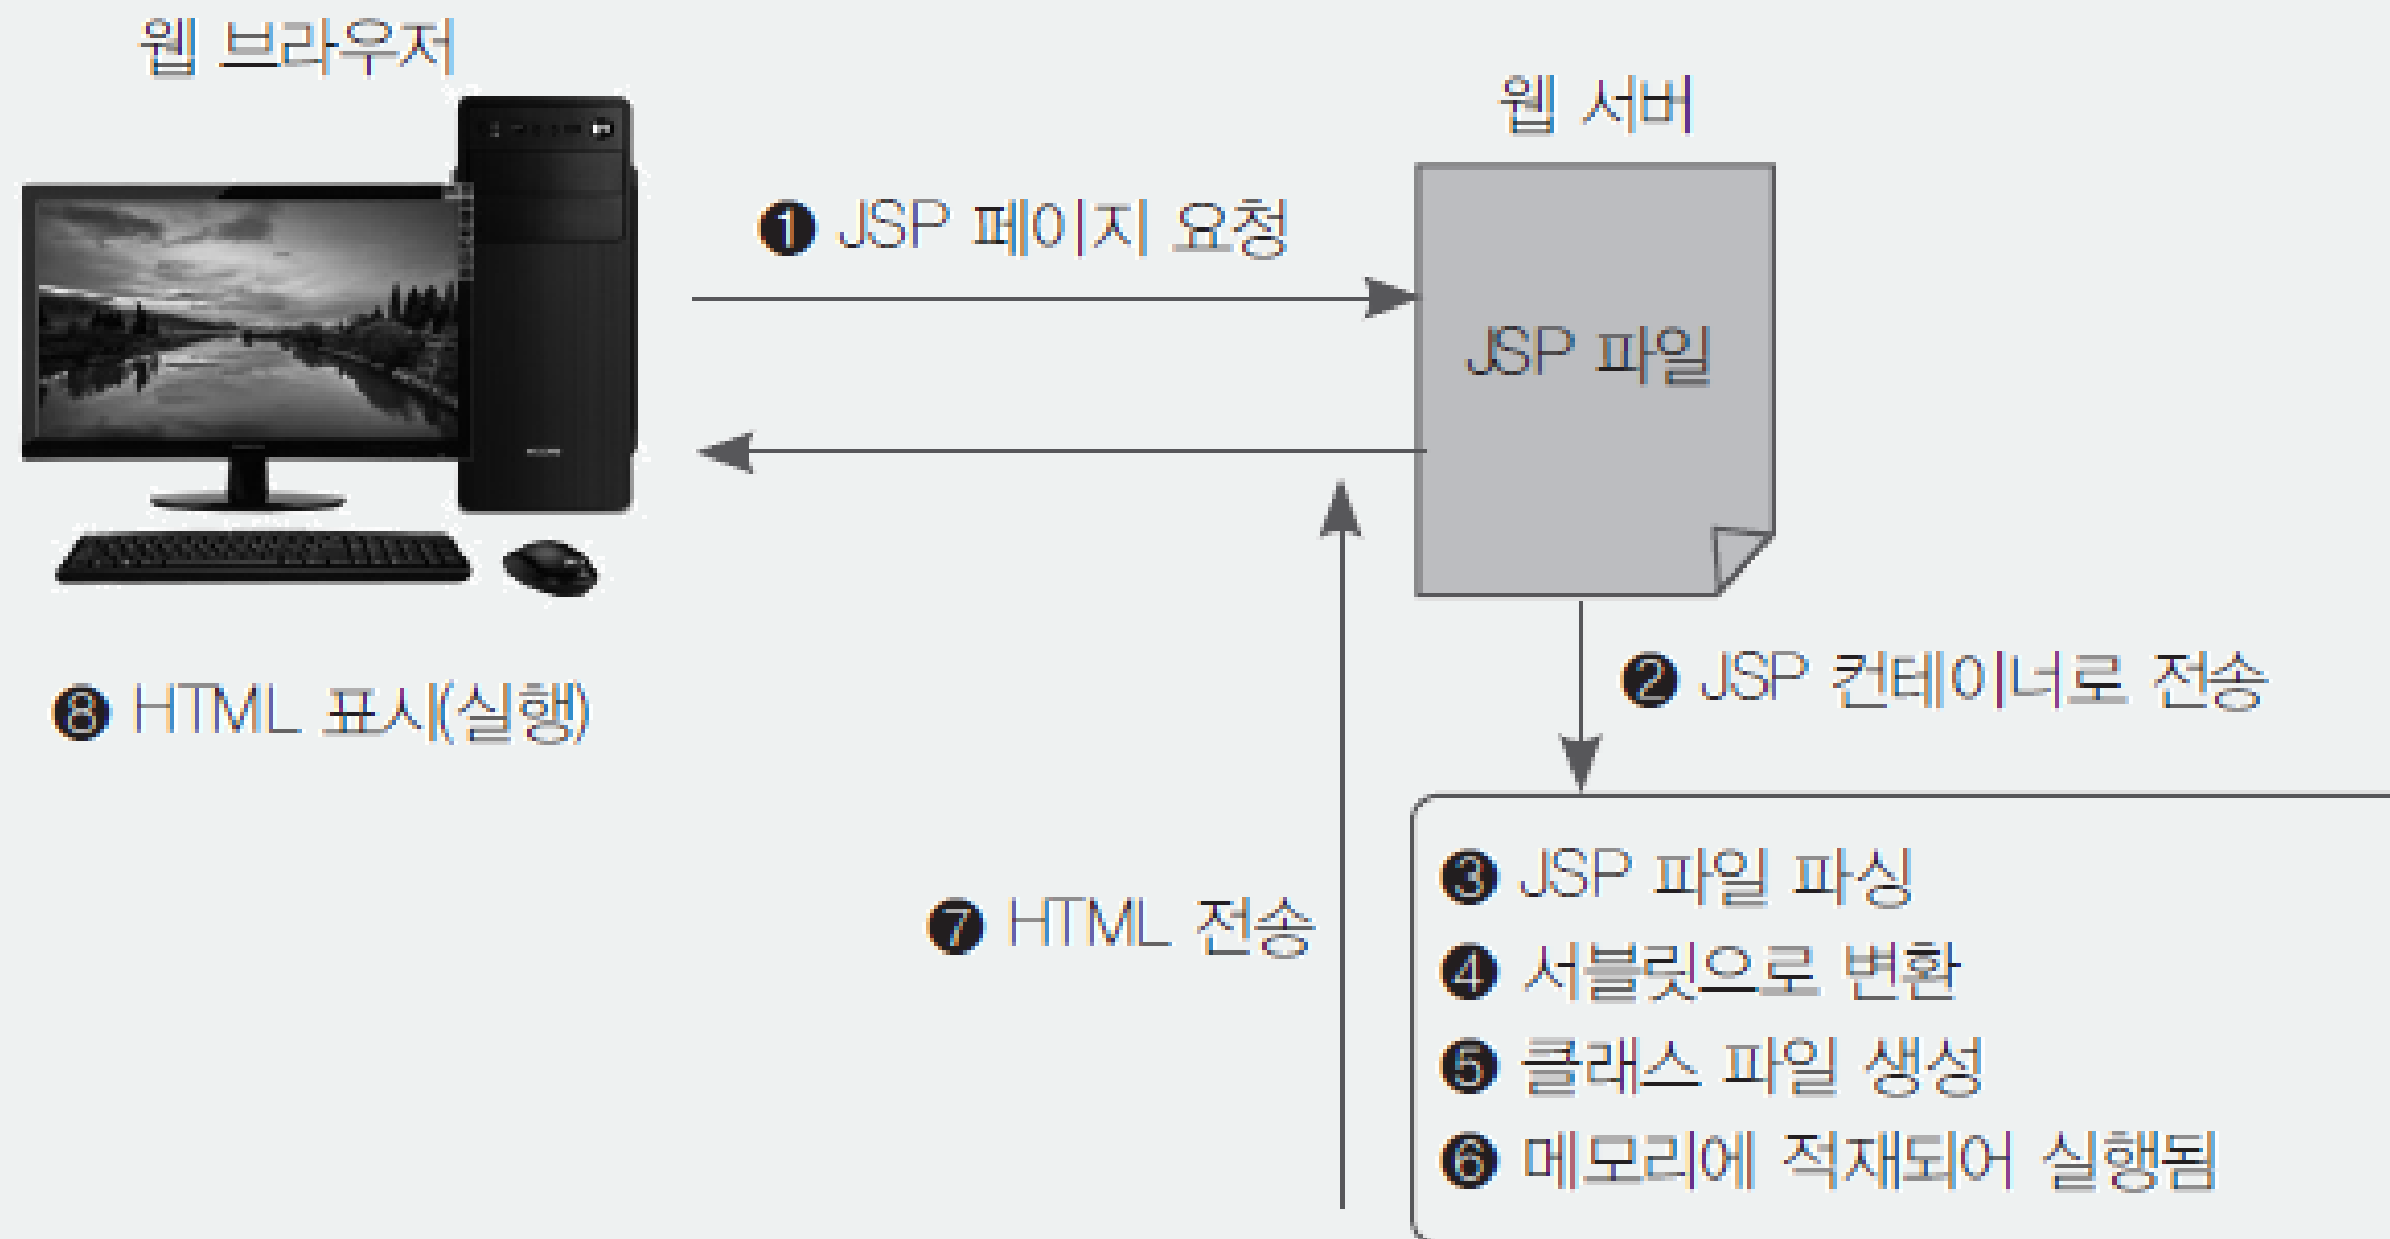 웹 브라우저
웹 서버
❶ JSP 페이지 요청
JSP 파일
❷ JSP 컨테이너로 전송
❽ HTML 표시(실행)
❸ JSP 파일 파싱
❹ 서블릿으로 변환
❺ 클래스 파일 생성
❻ 메모리에 적재되어 실행됨
❼ HTML 전송